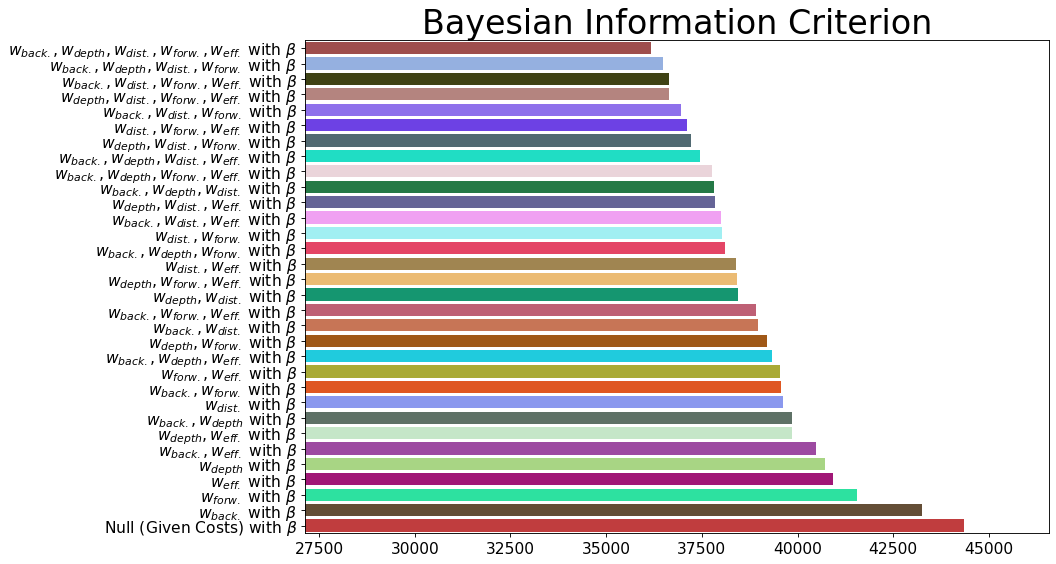 Bayesian Information Criterion
w_back., w_depth, w_dist., w_forw., w_eff. with β
w_back., w_depth, w_dist., w_forw. with β
w_back., w_dist., w_forw., w_eff. with β
w_depth, w_dist., w_forw., w_eff. with β
w_back., w_dist., w_forw. with β
w_dist., w_forw., w_eff. with β
w_depth, w_dist., w_forw. with β
w_back., w_depth, w_dist., w_eff. with β
w_back., w_depth, w_forw., w_eff. with β
w_back., w_depth, w_dist. with β
w_depth, w_dist., w_eff. with β
w_back., w_dist., w_eff. with β
w_dist., w_forw. with β
w_back., w_depth, w_forw. with β
w_dist., w_eff. with β
w_depth, w_forw., w_eff. with β
w_depth, w_dist. with β
w_back., w_forw., w_eff. with β
w_back., w_dist. with β
w_depth, w_forw. with β
w_back., w_depth, w_eff. with β
w_forw., w_eff. with β
w_back., w_forw. with β
w_dist. with β
w_back., w_depth with β
w_depth, w_eff. with β
w_back., w_eff. with β
w_depth with β
w_eff. with β
w_forw. with β
w_back. with β
Null (Given Costs) with β
27500 30000 32500 35000 37500 40000 42500 45000